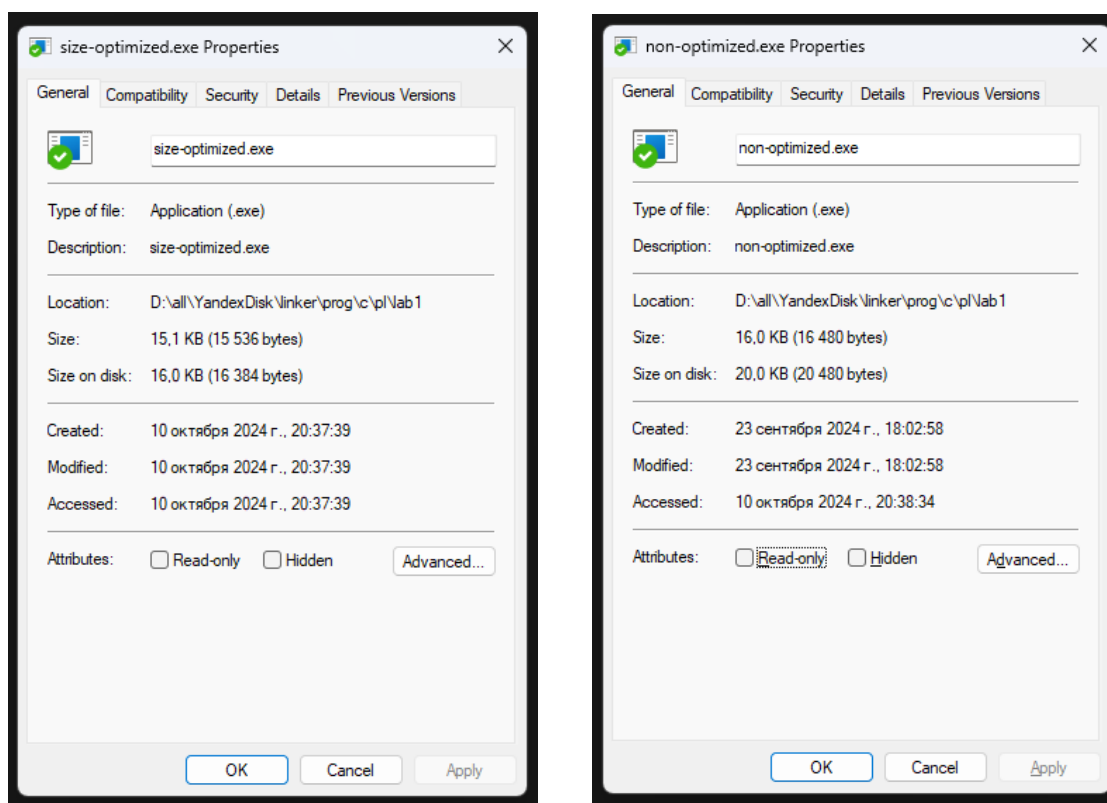 size-optimized.exe Properties
General Compatibility Security Details Previous Versions
size-optimized.exe
Type of file: Application (.exe)
Description: size-optimized.exe
Location: D:\all\YandexDisk\linker\prog\c\pl\lab1
Size: 15,1 KB (15 536 bytes)
Size on disk: 16,0 KB (16 384 bytes)
Created: 10 октября 2024 г., 20:37:39
Modified: 10 октября 2024 г., 20:37:39
Accessed: 10 октября 2024 г., 20:37:39
Attributes: Read-only Hidden Advanced...
OK Cancel Apply
non-optimized.exe Properties
General Compatibility Security Details Previous Versions
non-optimized.exe
Type of file: Application (.exe)
Description: non-optimized.exe
Location: D:\all\YandexDisk\linker\prog\c\pl\lab1
Size: 16,0 KB (16 480 bytes)
Size on disk: 20,0 KB (20 480 bytes)
Created: 23 сентября 2024 г., 18:02:58
Modified: 23 сентября 2024 г., 18:02:58
Accessed: 10 октября 2024 г., 20:38:34
Attributes: Read-only Hidden Advanced...
OK Cancel Apply